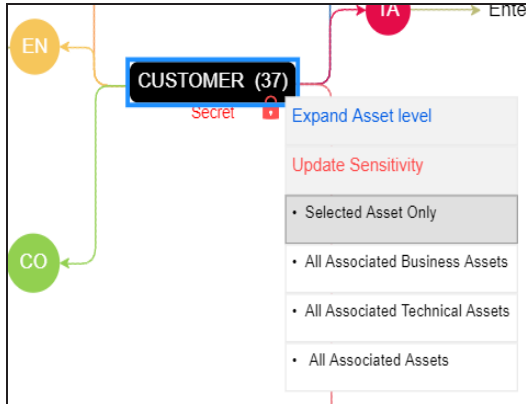 TA
Ente
EN
CUSTOMER (37)
Secret
Expand Asset level
Update Sensitivity
• Selected Asset Only
• All Associated Business Assets
CO
• All Associated Technical Assets
• All Associated Assets